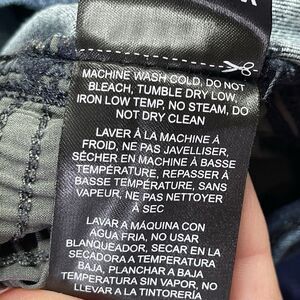 MACHINE WASH COLD, DO NOT
BLEACH, TUMBLE DRY LOW,
IRON LOW TEMP, NO STEAM, DO
NOT DRY CLEAN
LAVER À LA MACHINE À
FROID, NE PAS JAVELLISER,
SÉCHER EN MACHINE À BASSE
TEMPÉRATURE, REPASSER À
BASSE TEMPÉRATURE, SANS
VAPEUR, NE PAS NETTOYER
À SEC
LAVAR A MÁQUINA CON
AGUA FRIA, NO USAR
BLANQUEADOR, SECAR EN LA
SECADORA A TEMPERATURA
BAJA, PLANCHAR A BAJA
TEMPERATURA SIN VAPOR, NO
LLEVAR A LA TINTORERÍA